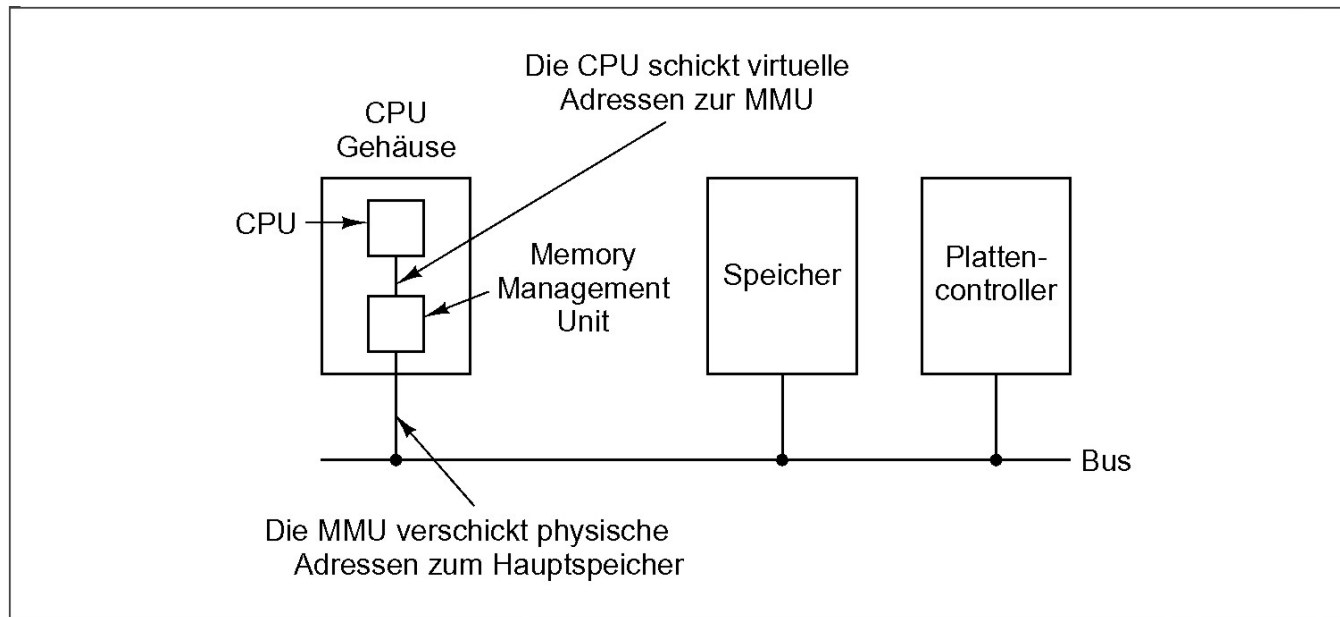 Die CPU schickt virtuelle
Adressen zur MMU
CPU
Gehäuse
CPU
Memory
Management
Unit
Speicher
Platten-
controller
Bus
Die MMU verschickt physische
Adressen zum Hauptspeicher